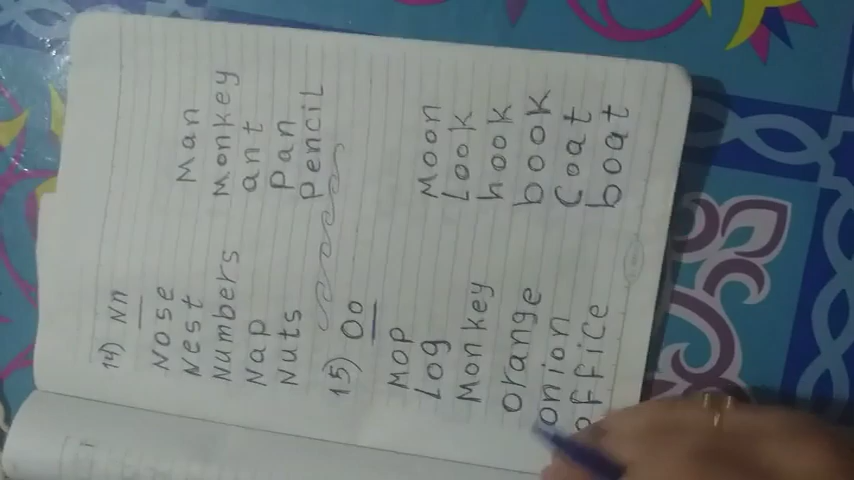 14) Nn
Nose Man
Nest Monkey
Numbers ant
Nap Pan
Nuts Pencil
15) Oo
Mop Moon
Log Look
Monkey hook
orange book
onion Coat
office boat